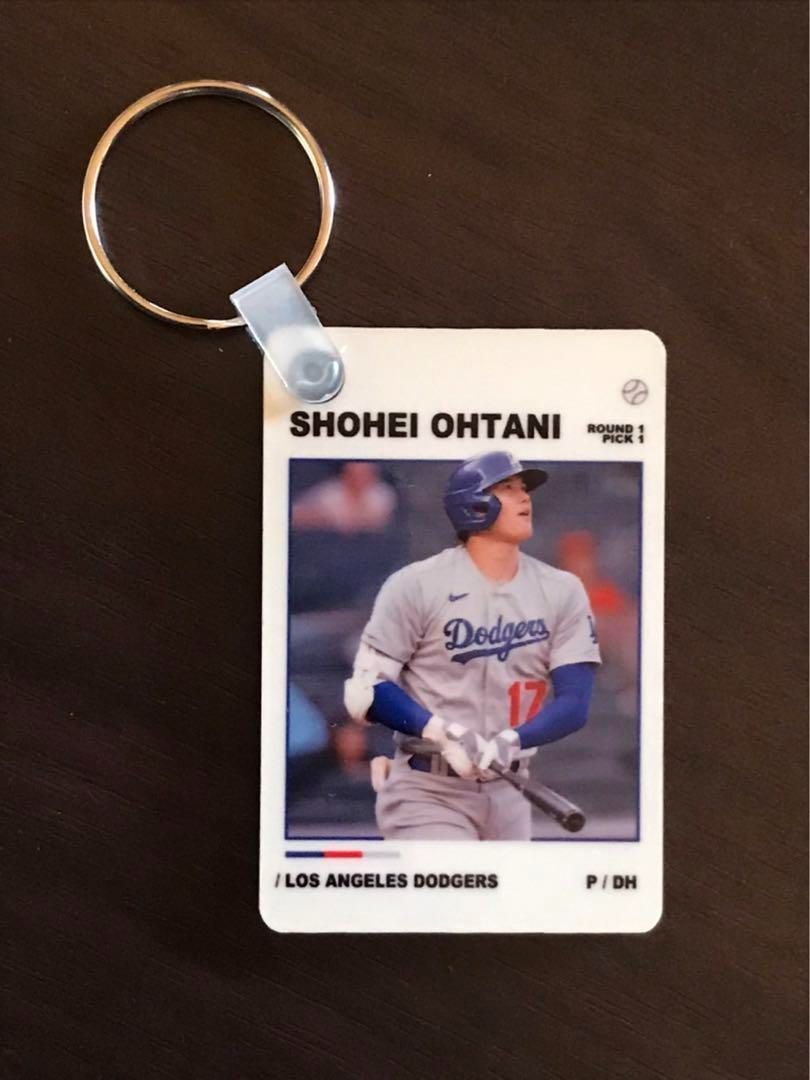 SHOHEI OHTANI
ROUND 1
PICK 1
Dodgers
17
/ LOS ANGELES DODGERS
P / DH